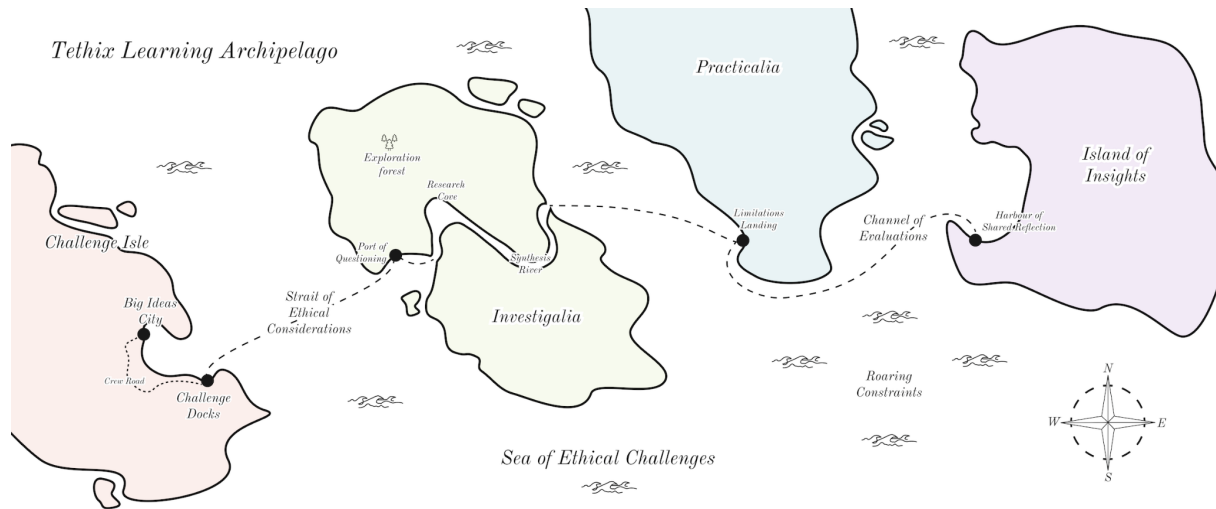 Tethix Learning Archipelago
Challenge Isle
Big Ideas
City
Crew Road
Challenge
Docks
Strait of
Ethical
Considerations
Exploration
forest
Research
Cove
Port of
Questioning
Synthesis
River
Investigalia
Practicalia
Limitations
Landing
Channel of
Evaluations
Island of
Insights
Harbour of
Shared Reflection
Roaring
Constraints
Sea of Ethical Challenges
N
W
E
S